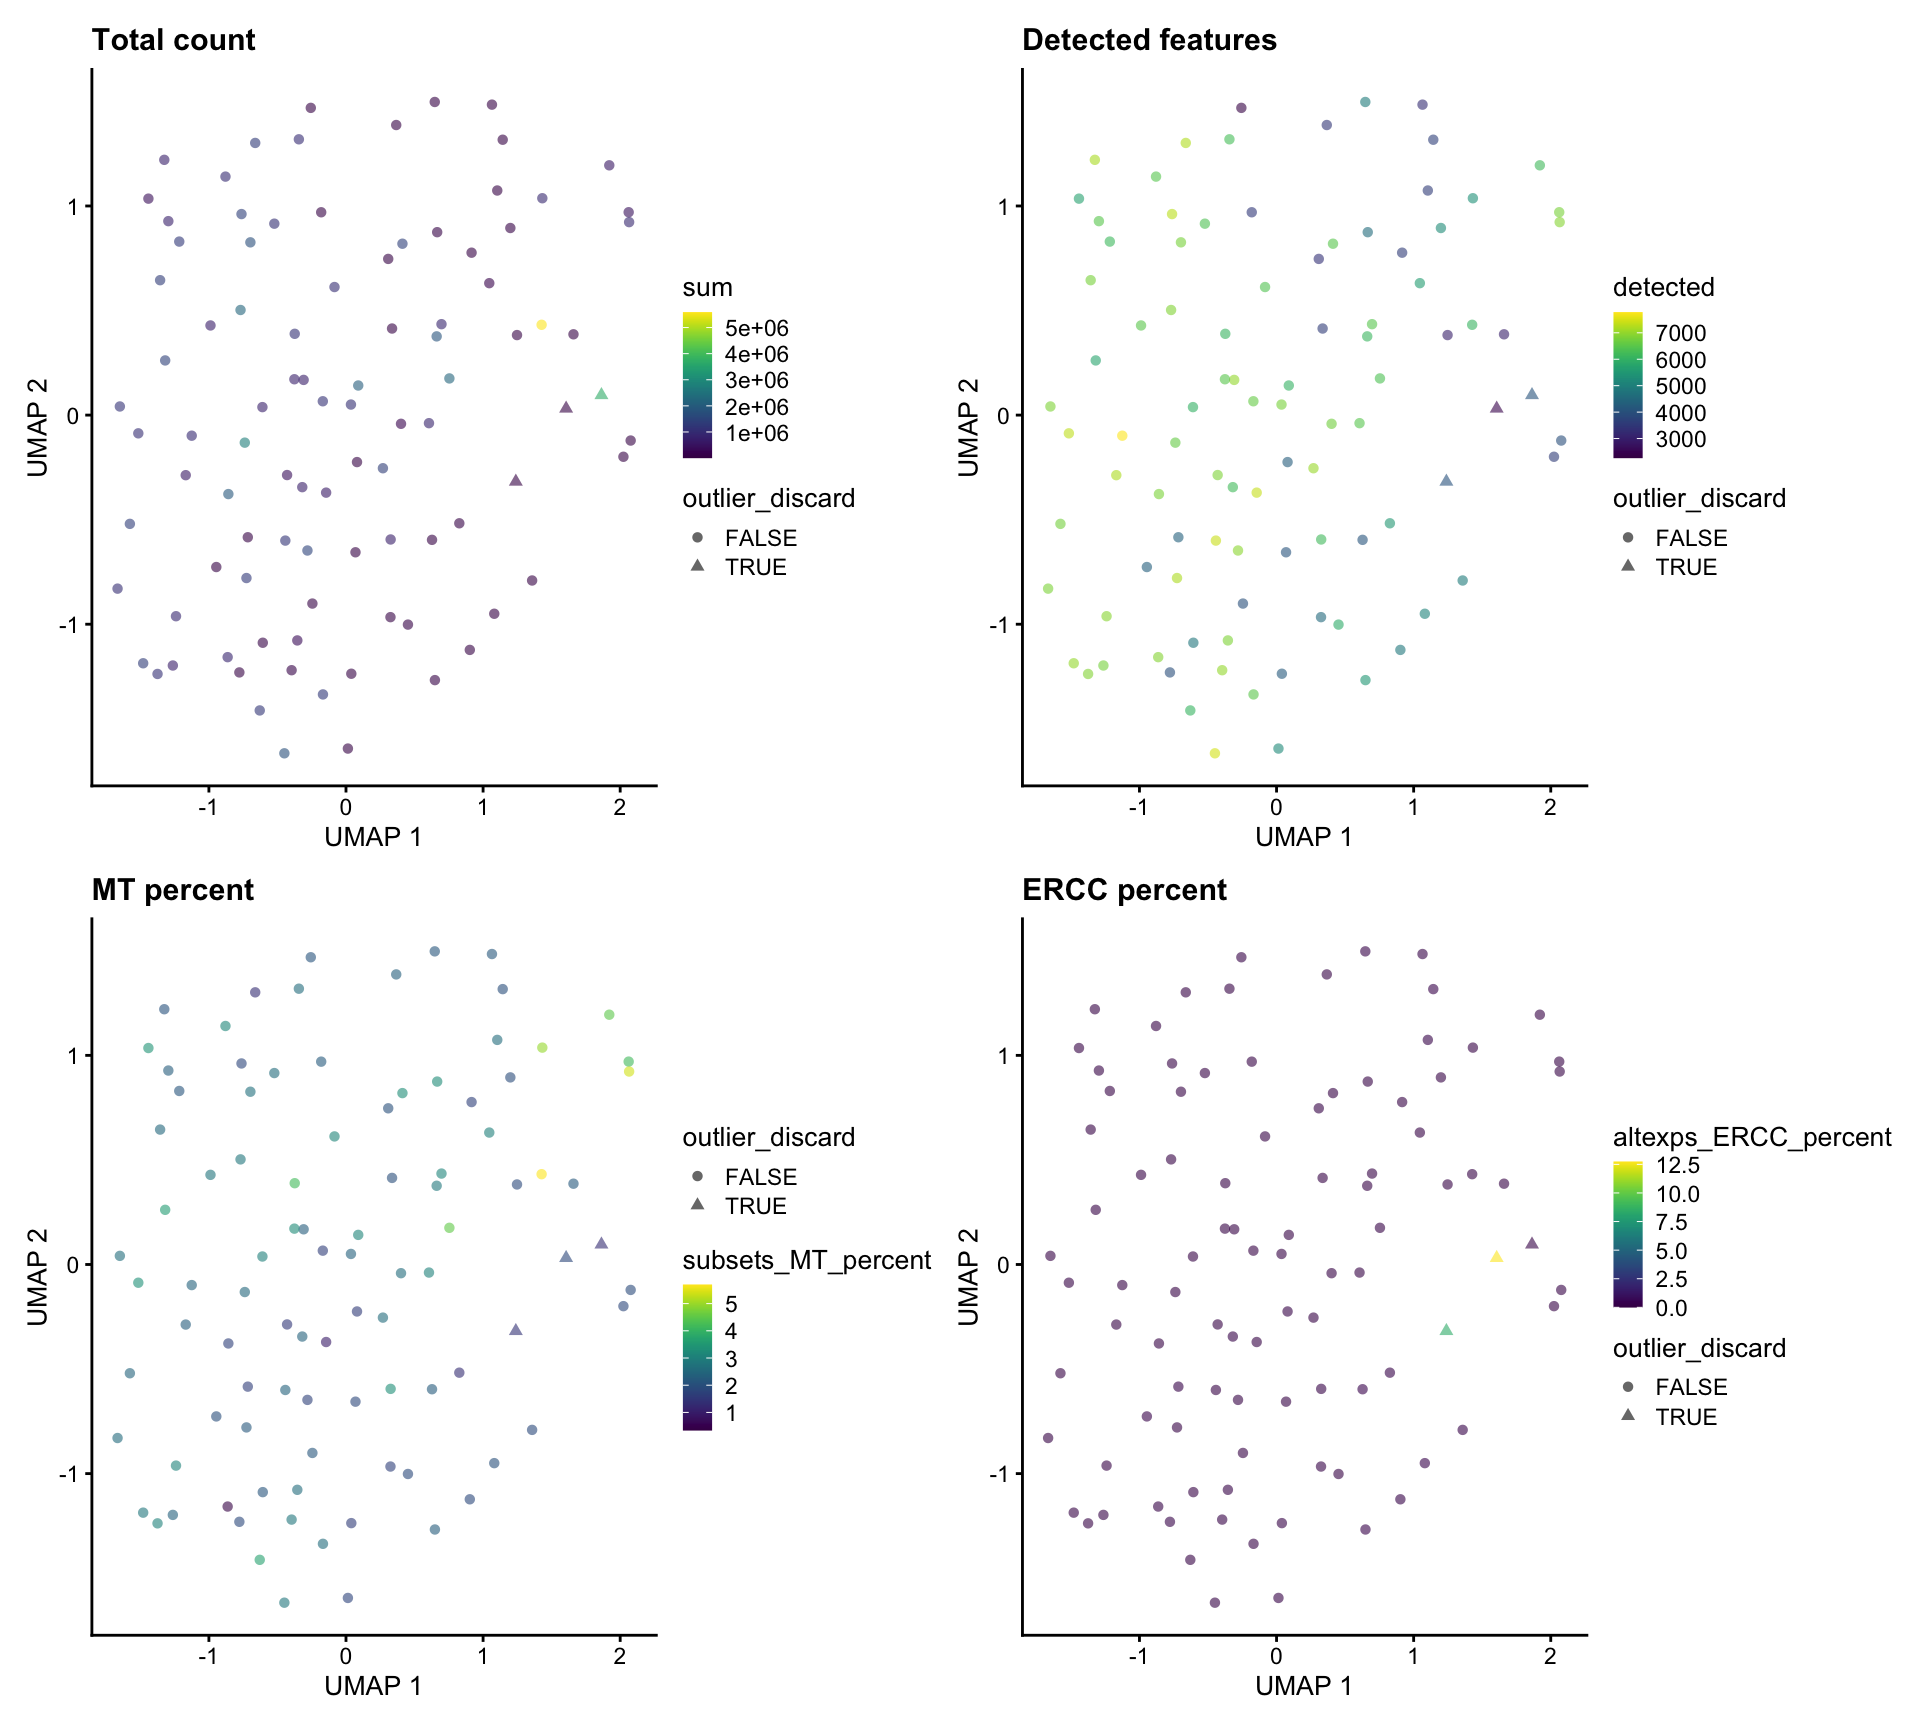 Total count
1
0
-1
UMAP 2
-1 0 1 2
UMAP 1
sum
5e+06
4e+06
3e+06
2e+06
1e+06
outlier_discard
FALSE
TRUE
Detected features
1
0
-1
UMAP 2
-1 0 1 2
UMAP 1
detected
7000
6000
5000
4000
3000
outlier_discard
FALSE
TRUE
MT percent
1
0
-1
UMAP 2
-1 0 1 2
UMAP 1
outlier_discard
FALSE
TRUE
subsets_MT_percent
5
4
3
2
1
ERCC percent
1
0
-1
UMAP 2
-1 0 1 2
UMAP 1
altexps_ERCC_percent
12.5
10.0
7.5
5.0
2.5
0.0
outlier_discard
FALSE
TRUE